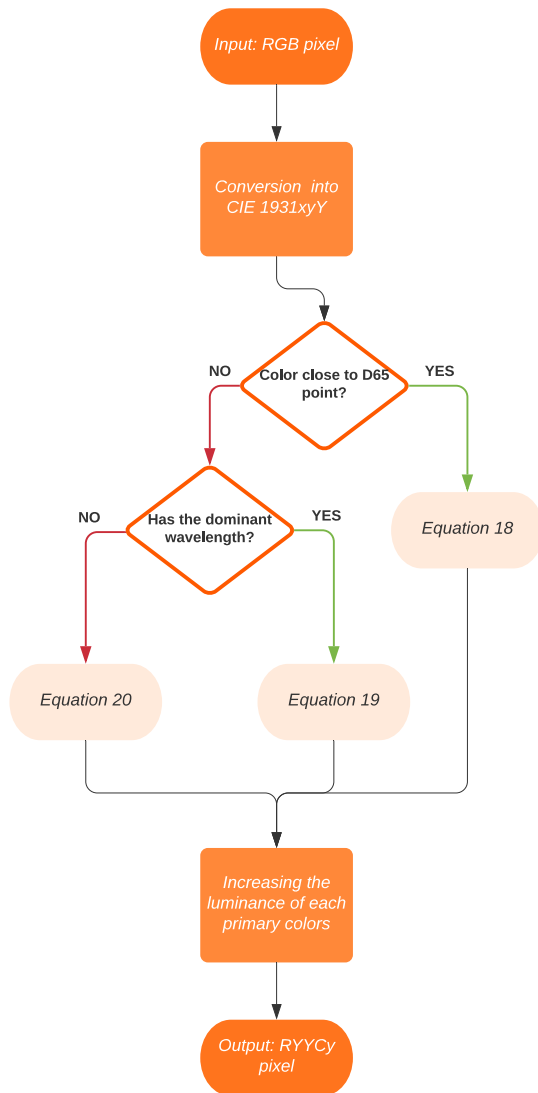 Input: RGB pixel
Conversion into
CIE 1931xyY
NO
YES
Color close to D65
point?
NO
YES
Has the dominant
wavelength?
Equation 18
Equation 20
Equation 19
Increasing the
luminance of each
primary colors
Output: RYYCy
pixel